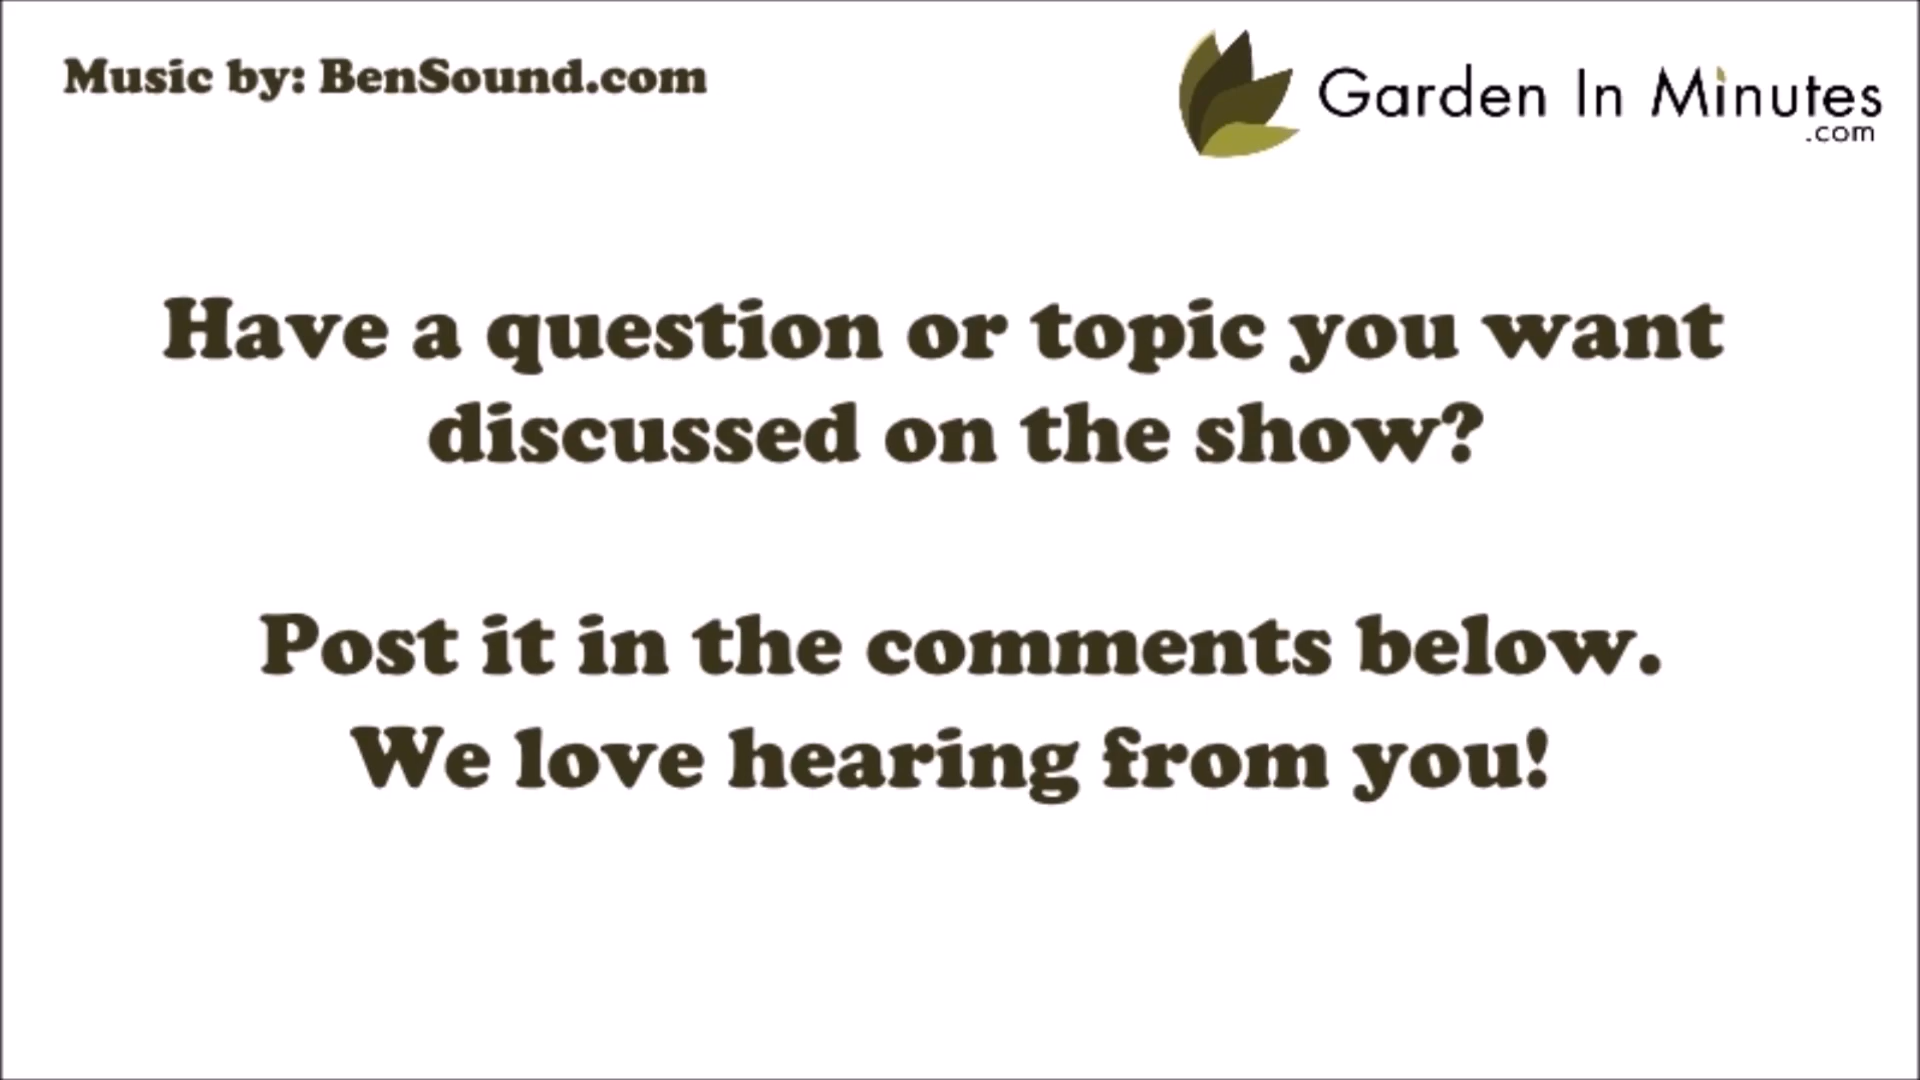 Music by: BenSound.com
Garden In Minutes
.com
Have a question or topic you want
discussed on the show?
Post it in the comments below.
We love hearing from you!